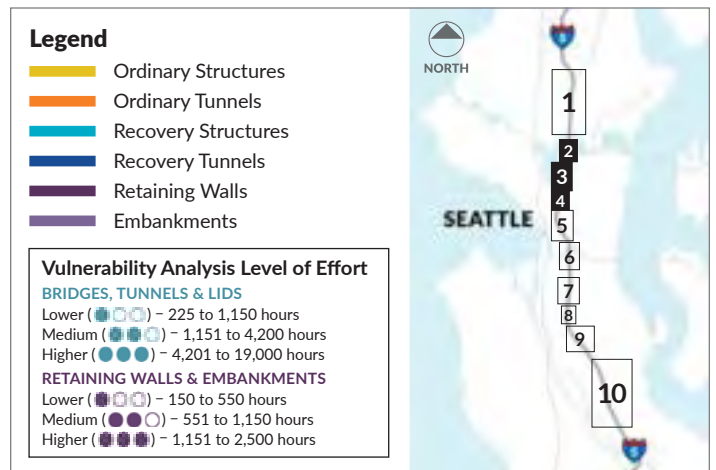 Legend
Ordinary Structures
Ordinary Tunnels
Recovery Structures
Recovery Tunnels
Retaining Walls
Embankments
Vulnerability Analysis Level of Effort
BRIDGES, TUNNELS & LIDS
Lower ( ) – 225 to 1,150 hours
Medium ( ) – 1,151 to 4,200 hours
Higher ( ) – 4,201 to 19,000 hours
RETAINING WALLS & EMBANKMENTS
Lower ( ) – 150 to 550 hours
Medium ( ) – 551 to 1,150 hours
Higher ( ) – 1,151 to 2,500 hours
NORTH
5
1
2
3
4
SEATTLE
5
6
7
8
9
10
5